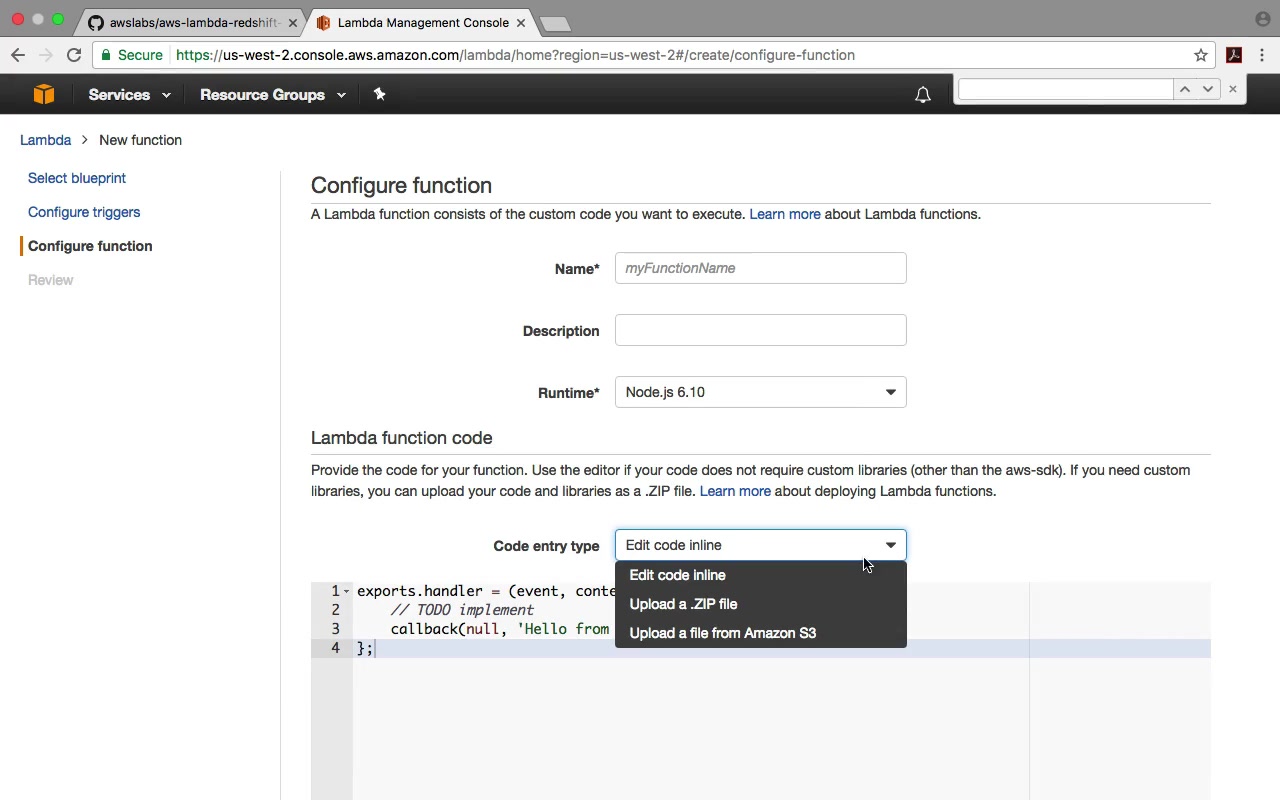 awslabs/aws-lambda-redshift-
Lambda Management Console
Secure https://us-west-2.console.aws.amazon.com/lambda/home?region=us-west-2#/create/configure-function
Services Resource Groups
Lambda > New function
Select blueprint
Configure triggers
Configure function
Review
Configure function
A Lambda function consists of the custom code you want to execute. Learn more about Lambda functions.
Name* myFunctionName
Description
Runtime* Node.js 6.10
Lambda function code
Provide the code for your function. Use the editor if your code does not require custom libraries (other than the aws-sdk). If you need custom
libraries, you can upload your code and libraries as a .ZIP file. Learn more about deploying Lambda functions.
Code entry type Edit code inline
Edit code inline
Upload a .ZIP file
Upload a file from Amazon S3
1 exports.handler = (event, conte
2 // TODO implement
3 callback(null, 'Hello from
4 };